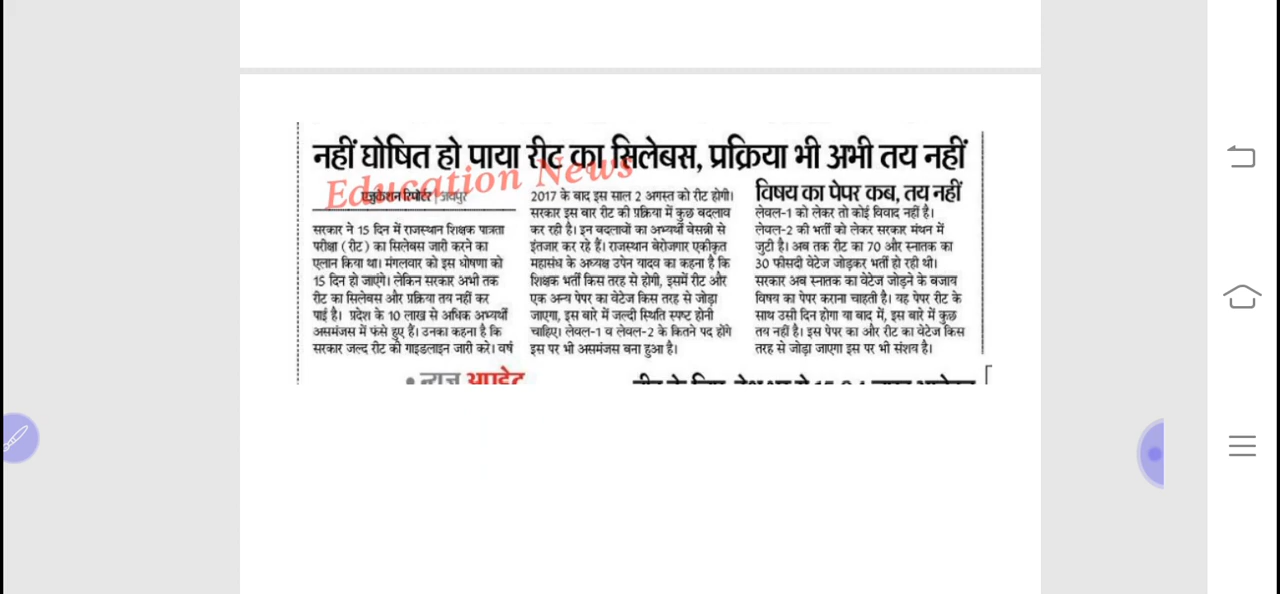 नहीं घोषित हो पाया रीट का सिलेबस, प्रक्रिया भी अभी तय नहीं
Education News
एजुकेशन रिपोर्टर | जयपुर
सरकार ने 15 दिन में राजस्थान शिक्षक पात्रता
परीक्षा (रीट) का सिलेबस जारी करने का
एलान किया था। मंगलवार को इस घोषणा को
15 दिन हो जाएंगे। लेकिन सरकार अभी तक
रीट का सिलेबस और प्रक्रिया तय नहीं कर
पाई है। प्रदेश के 10 लाख से अधिक अभ्यर्थी
असमंजस में फंसे हुए हैं। उनका कहना है कि
सरकार जल्द रीट की गाइडलाइन जारी करे। वर्ष
2017 के बाद इस साल 2 अगस्त को रीट होगी।
सरकार इस बार रीट की प्रक्रिया में कुछ बदलाव
कर रही है। इन बदलावों का अभ्यर्थी बेसब्री से
इंतजार कर रहे हैं। राजस्थान बेरोजगार एकीकृत
महासंघ के अध्यक्ष उपेन यादव का कहना है कि
शिक्षक भर्ती किस तरह से होगी, इसमें रीट और
एक अन्य पेपर का वेटेज किस तरह से जोड़ा
जाएगा, इस बारे में जल्दी स्थिति स्पष्ट होनी
चाहिए। लेवल-1 व लेवल-2 के कितने पद होंगे
इस पर भी असमंजस बना हुआ है।
विषय का पेपर कब, तय नहीं
लेवल-1 को लेकर तो कोई विवाद नहीं है।
लेवल-2 की भर्ती को लेकर सरकार मंथन में
जुटी है। अब तक रीट का 70 और स्नातक का
30 फीसदी वेटेज जोड़कर भर्ती हो रही थी।
सरकार अब स्नातक का वेटेज जोड़ने के बजाय
विषय का पेपर कराना चाहती है। यह पेपर रीट के
साथ उसी दिन होगा या बाद में, इस बारे में कुछ
तय नहीं है। इस पेपर का और रीट का वेटेज किस
तरह से जोड़ा जाएगा इस पर भी संशय है।
न्यूज अपडेट